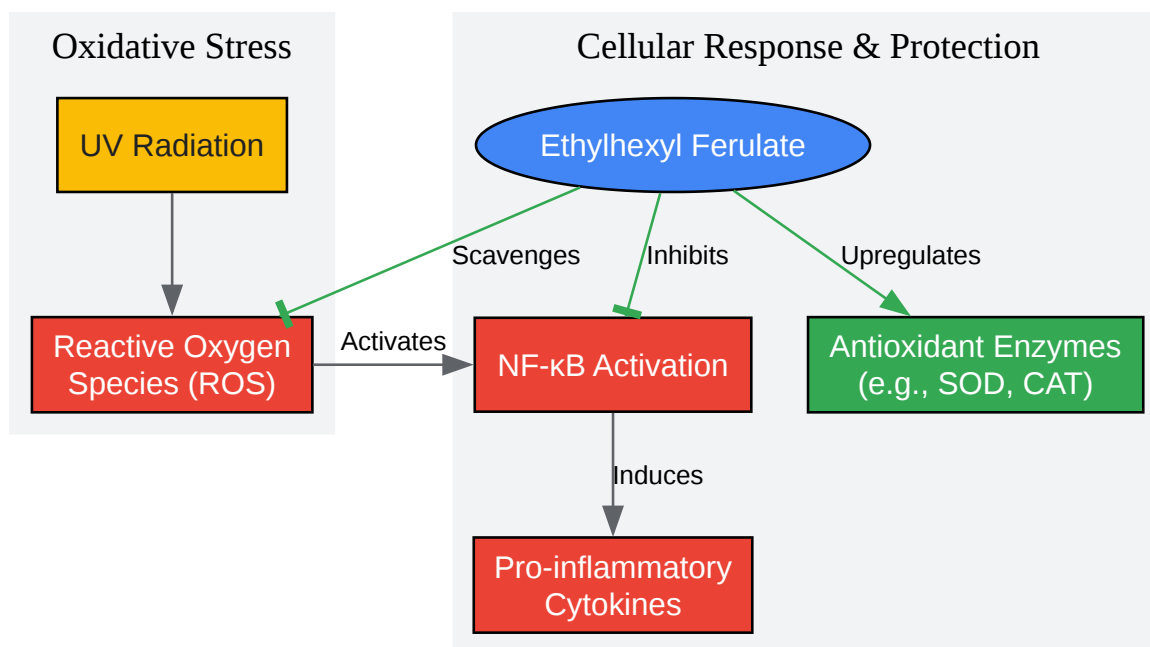 Oxidative Stress
Cellular Response & Protection
UV Radiation
Ethylhexyl Ferulate
Scavenges
Inhibits
Upregulates
Reactive Oxygen
Species (ROS)
Activates
NF-κB Activation
Antioxidant Enzymes
(e.g., SOD, CAT)
Induces
Pro-inflammatory
Cytokines